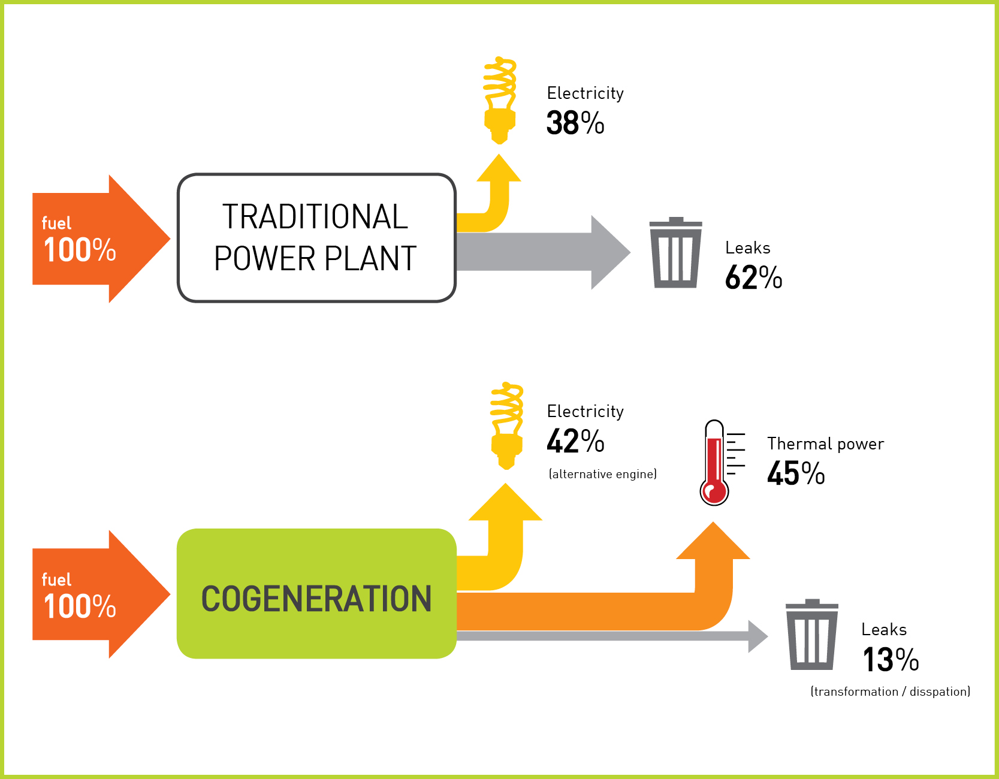 Electricity
38%
fuel
100%
TRADITIONAL
POWER PLANT
Leaks
62%
Electricity
42%
(alternative engine)
Thermal power
45%
fuel
100%
COGENERATION
Leaks
13%
(transformation / disspation)